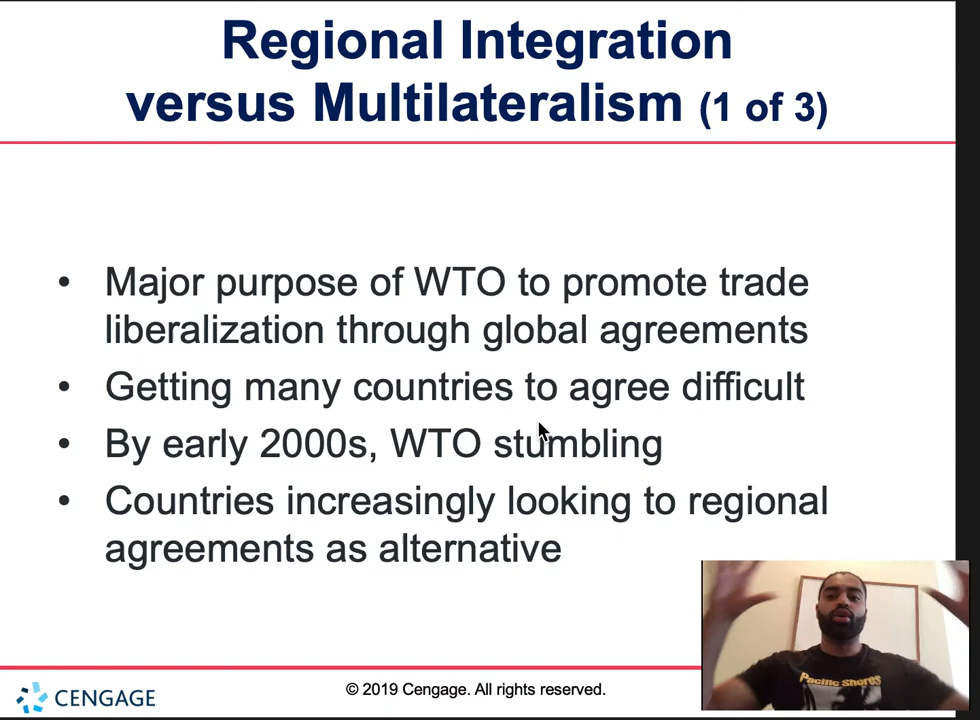 Regional Integration
versus Multilateralism (1 of 3)
• Major purpose of WTO to promote trade
liberalization through global agreements
• Getting many countries to agree difficult
• By early 2000s, WTO stumbling
• Countries increasingly looking to regional
agreements as alternative
CENGAGE
© 2019 Cengage. All rights reserved.
Pacific Shores